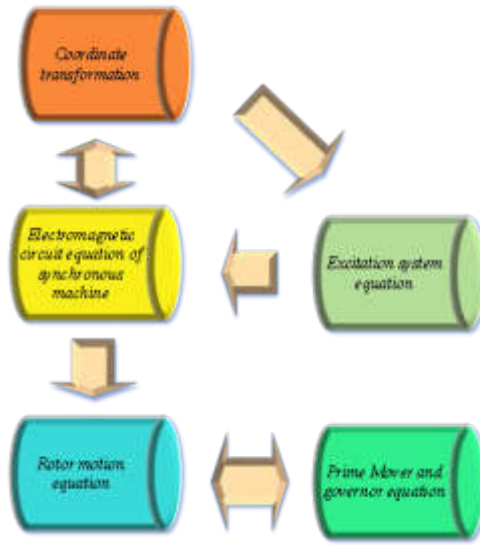 Coordinate
transformation
Electromagnetic
circuit equation of
synchronous
machine
Excitation system
equation
Rotor motion
equation
Prime Mover and
governor equation